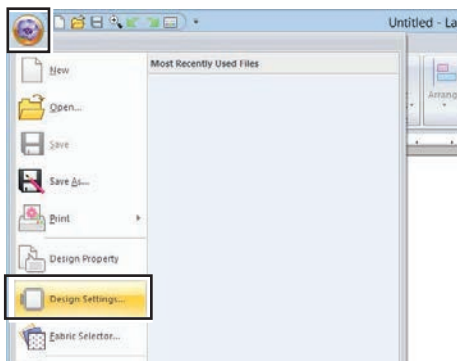 Untitled - La
Most Recently Used Files
New
Open...
Save
Save As...
Print
Design Property
Design Settings...
Fabric Selector...
Arrang